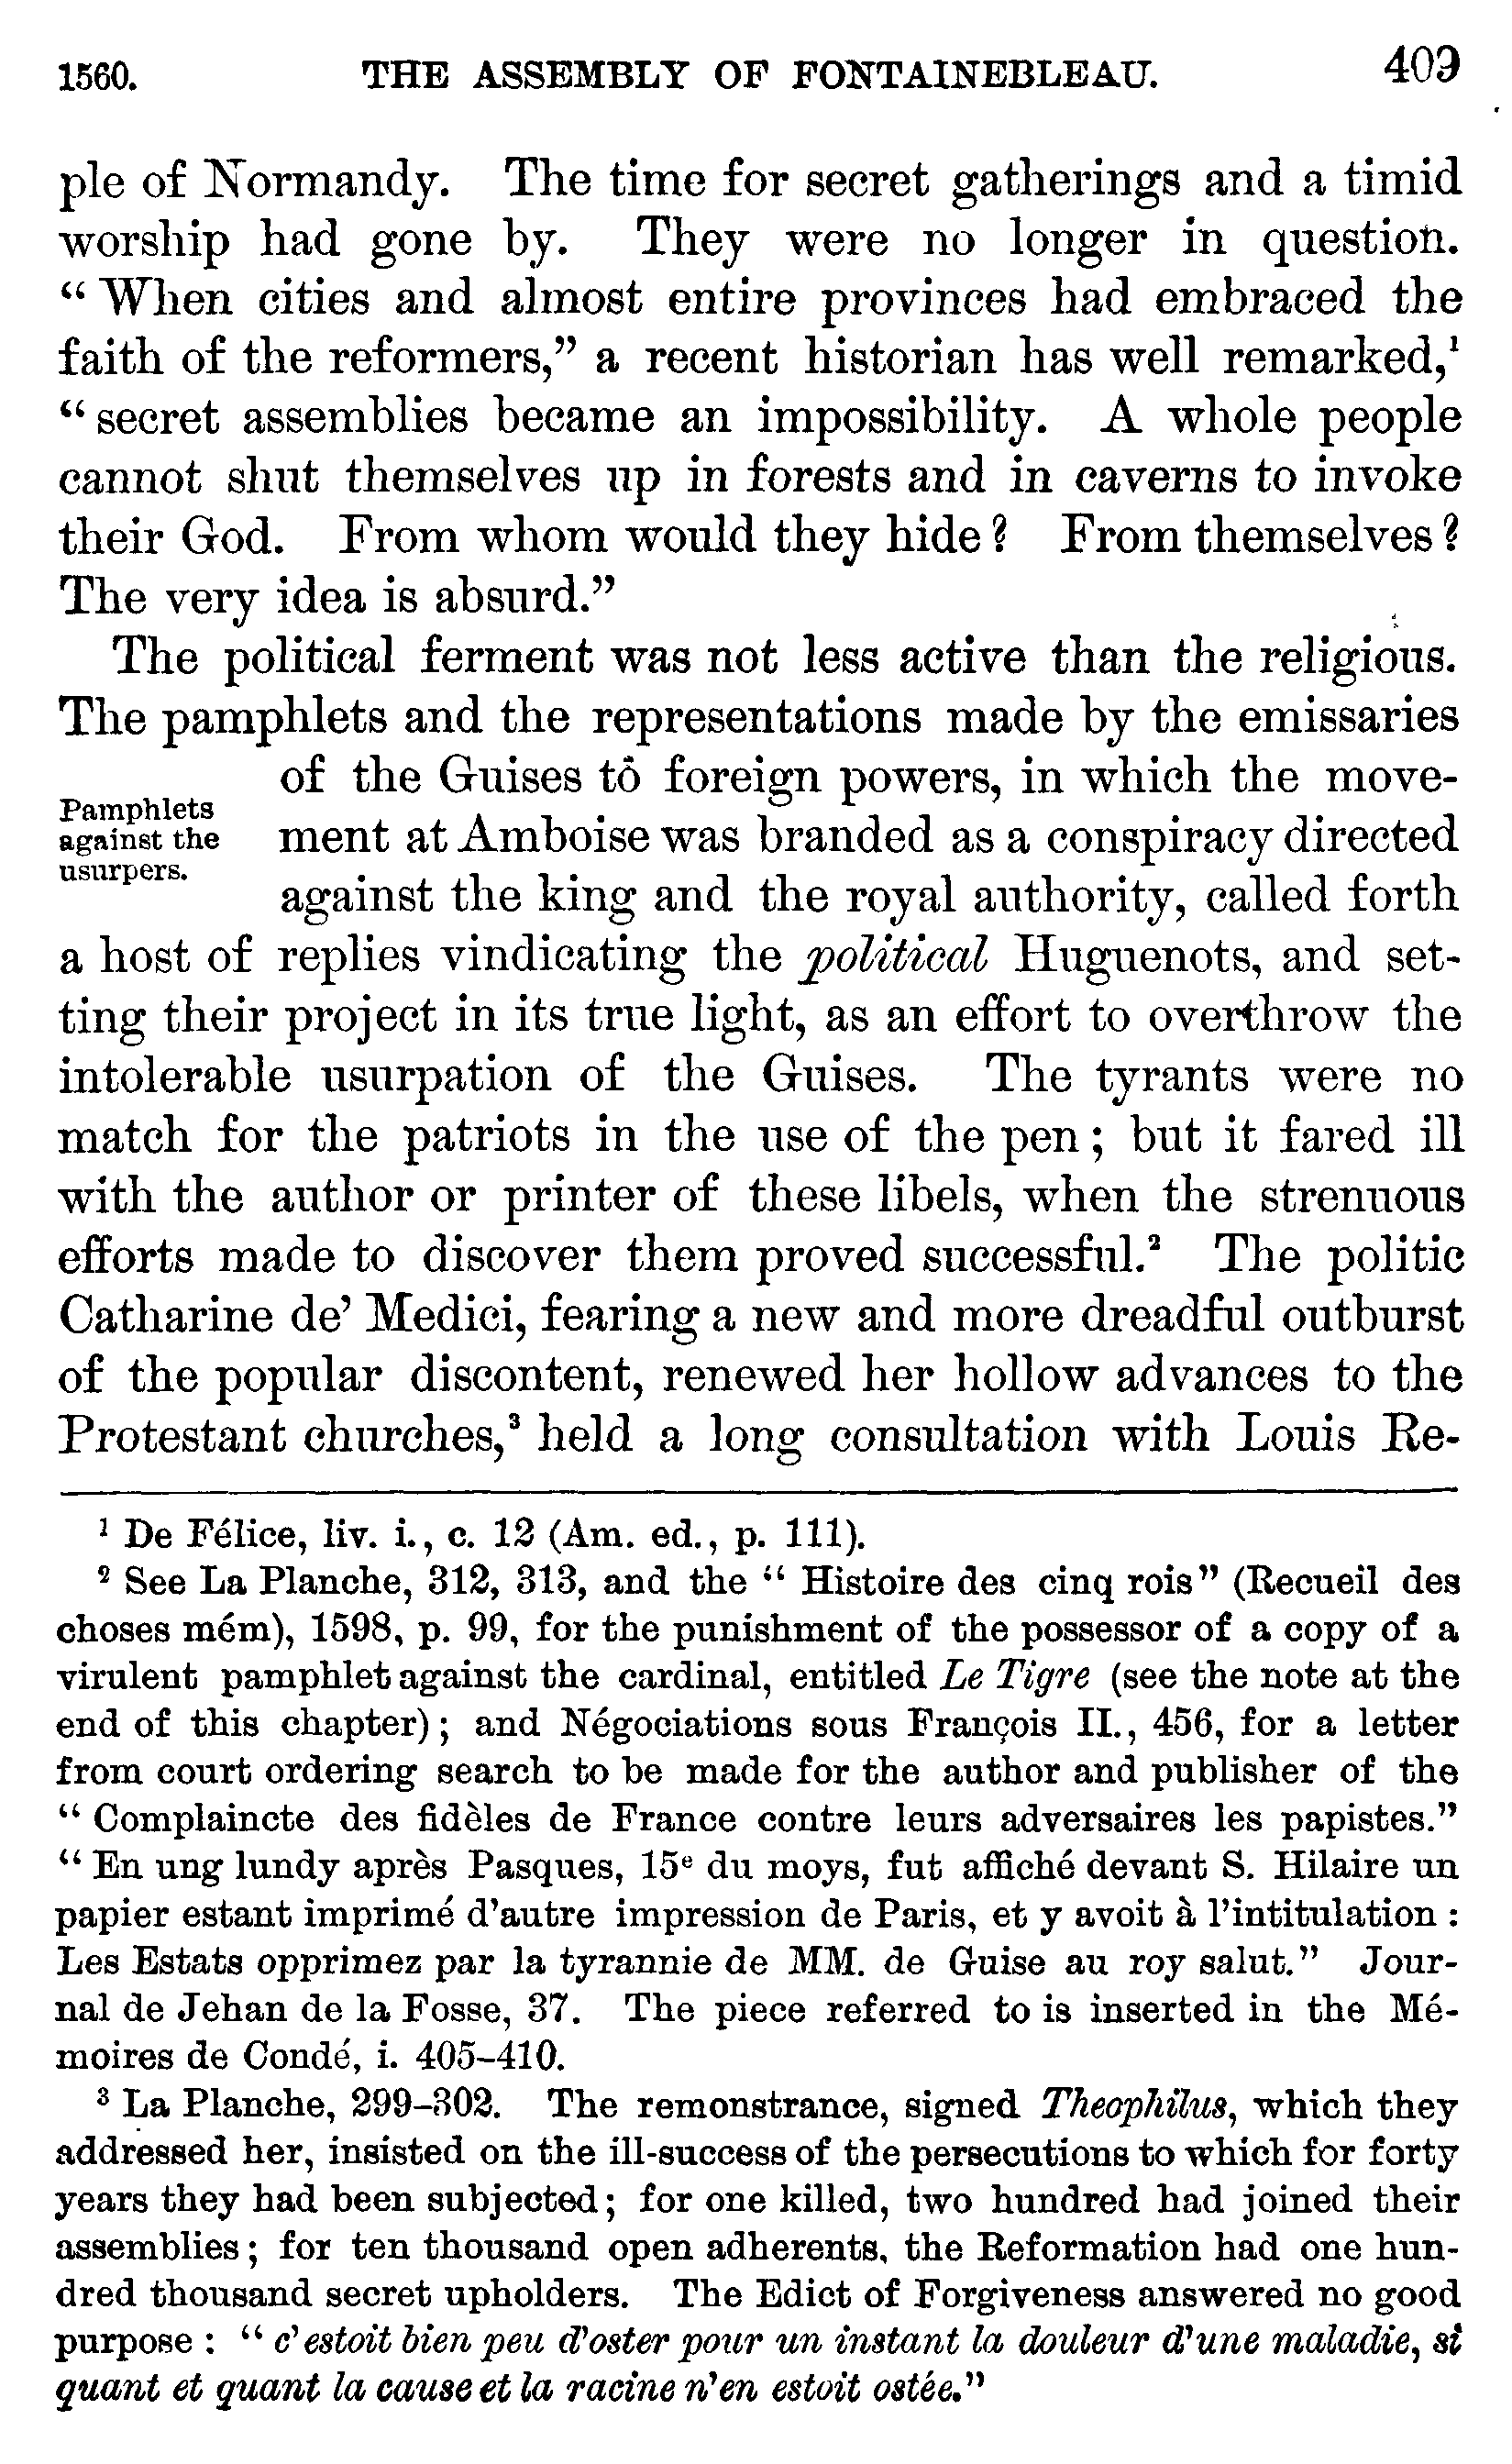 1560. THE ASSEMBLY OF FONTAINEBLEAU. 409
ple of Normandy. The time for secret gatherings and a timid
worship had gone by. They were no longer in question.
“When cities and almost entire provinces had embraced the
faith of the reformers,” a recent historian has well remarked,¹
“secret assemblies became an impossibility. A whole people
cannot shut themselves up in forests and in caverns to invoke
their God. From whom would they hide? From themselves?
The very idea is absurd.”
The political ferment was not less active than the religious.
The pamphlets and the representations made by the emissaries
of the Guises to foreign powers, in which the move-
Pamphlets
against the
usurpers.
ment at Amboise was branded as a conspiracy directed
against the king and the royal authority, called forth
a host of replies vindicating the political Huguenots, and set-
ting their project in its true light, as an effort to overthrow the
intolerable usurpation of the Guises. The tyrants were no
match for the patriots in the use of the pen; but it fared ill
with the author or printer of these libels, when the strenuous
efforts made to discover them proved successful.² The politic
Catharine de’ Medici, fearing a new and more dreadful outburst
of the popular discontent, renewed her hollow advances to the
Protestant churches,³ held a long consultation with Louis Re-
¹ De Félice, liv. i., c. 12 (Am. ed., p. 111).
² See La Planche, 312, 313, and the “Histoire des cinq rois” (Recueil des
choses mém), 1598, p. 99, for the punishment of the possessor of a copy of a
virulent pamphlet against the cardinal, entitled Le Tigre (see the note at the
end of this chapter); and Négociations sous François II., 456, for a letter
from court ordering search to be made for the author and publisher of the
“Complaincte des fidèles de France contre leurs adversaires les papistes.”
“En ung lundy après Pasques, 15ᵉ du moys, fut affiché devant S. Hilaire un
papier estant imprimé d’autre impression de Paris, et y avoit à l’intitulation:
Les Estats opprimez par la tyrannie de MM. de Guise au roy salut.” Jour-
nal de Jehan de la Fosse, 37. The piece referred to is inserted in the Mé-
moires de Condé, i. 405–410.
³ La Planche, 299–302. The remonstrance, signed Theophilus, which they
addressed her, insisted on the ill-success of the persecutions to which for forty
years they had been subjected; for one killed, two hundred had joined their
assemblies; for ten thousand open adherents, the Reformation had one hun-
dred thousand secret upholders. The Edict of Forgiveness answered no good
purpose: “c’estoit bien peu d’oster pour un instant la douleur d’une maladie, si
quant et quant la cause et la racine n’en estoit ostée.”